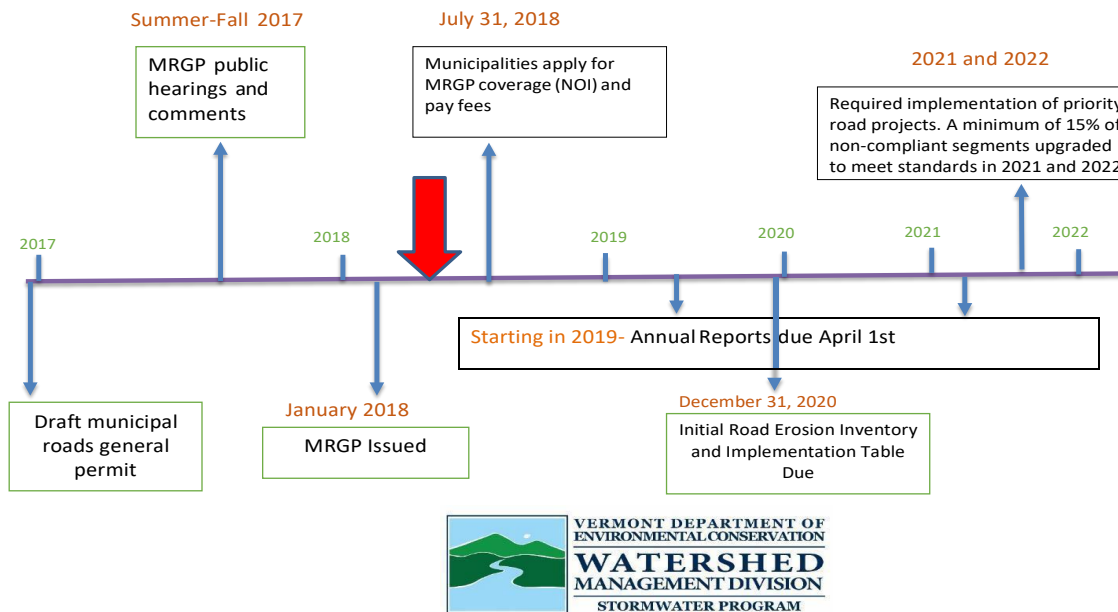 Summer-Fall 2017
July 31, 2018
2021 and 2022
MRGP public
hearings and
comments
Municipalities apply for
MRGP coverage (NOI) and
pay fees
Required implementation of priority
road projects. A minimum of 15% of
non-compliant segments upgraded
to meet standards in 2021 and 2022
2017
2018
2019
2020
2021
2022
Starting in 2019- Annual Reports due April 1st
Draft municipal
roads general
permit
January 2018
MRGP Issued
December 31, 2020
Initial Road Erosion Inventory
and Implementation Table
Due
VERMONT DEPARTMENT OF
ENVIRONMENTAL CONSERVATION
WATERSHED
MANAGEMENT DIVISION
STORMWATER PROGRAM